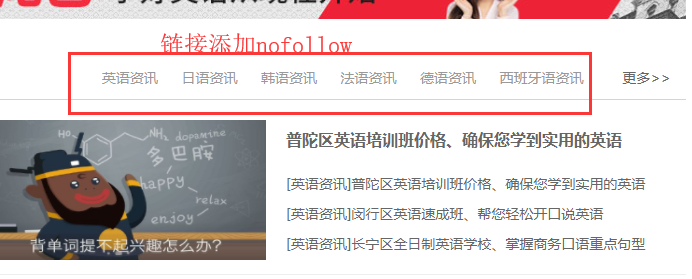 链接添加nofollow
英语资讯 日语资讯 韩语资讯 法语资讯 德语资讯 西班牙语资讯 更多>>
HO
NH₂ dopamine
多巴胺
happy
relax
enjoy
背单词提不起兴趣怎么办?
普陀区英语培训班价格、确保您学到实用的英语
[英语资讯]普陀区英语培训班价格、确保您学到实用的英语
[英语资讯]闵行区英语速成班、帮您轻松开口说英语
[英语资讯]长宁区全日制英语学校、掌握商务口语重点句型